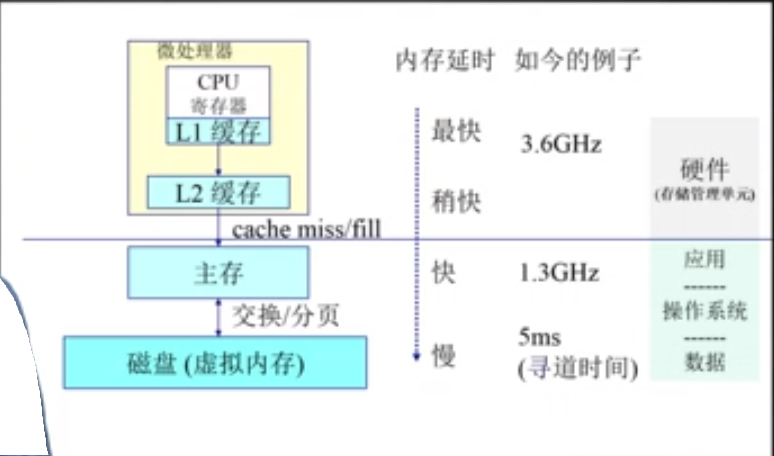 微处理器
CPU
寄存器
L1 缓存
L2 缓存
cache miss/fill
主存
交换/分页
磁盘 (虚拟内存)
内存延时
最快
稍快
快
慢
如今的例子
3.6GHz
1.3GHz
5ms
(寻道时间)
硬件
(存储管理单元)
应用
------
操作系统
------
数据